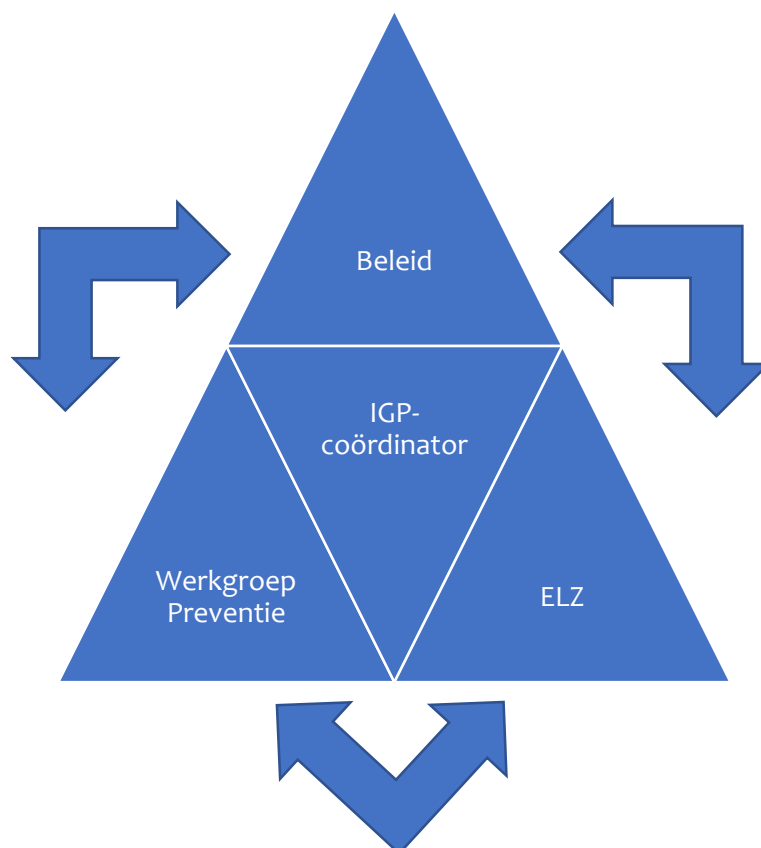 Beleid
IGP-
coördinator
Werkgroep
Preventie
ELZ